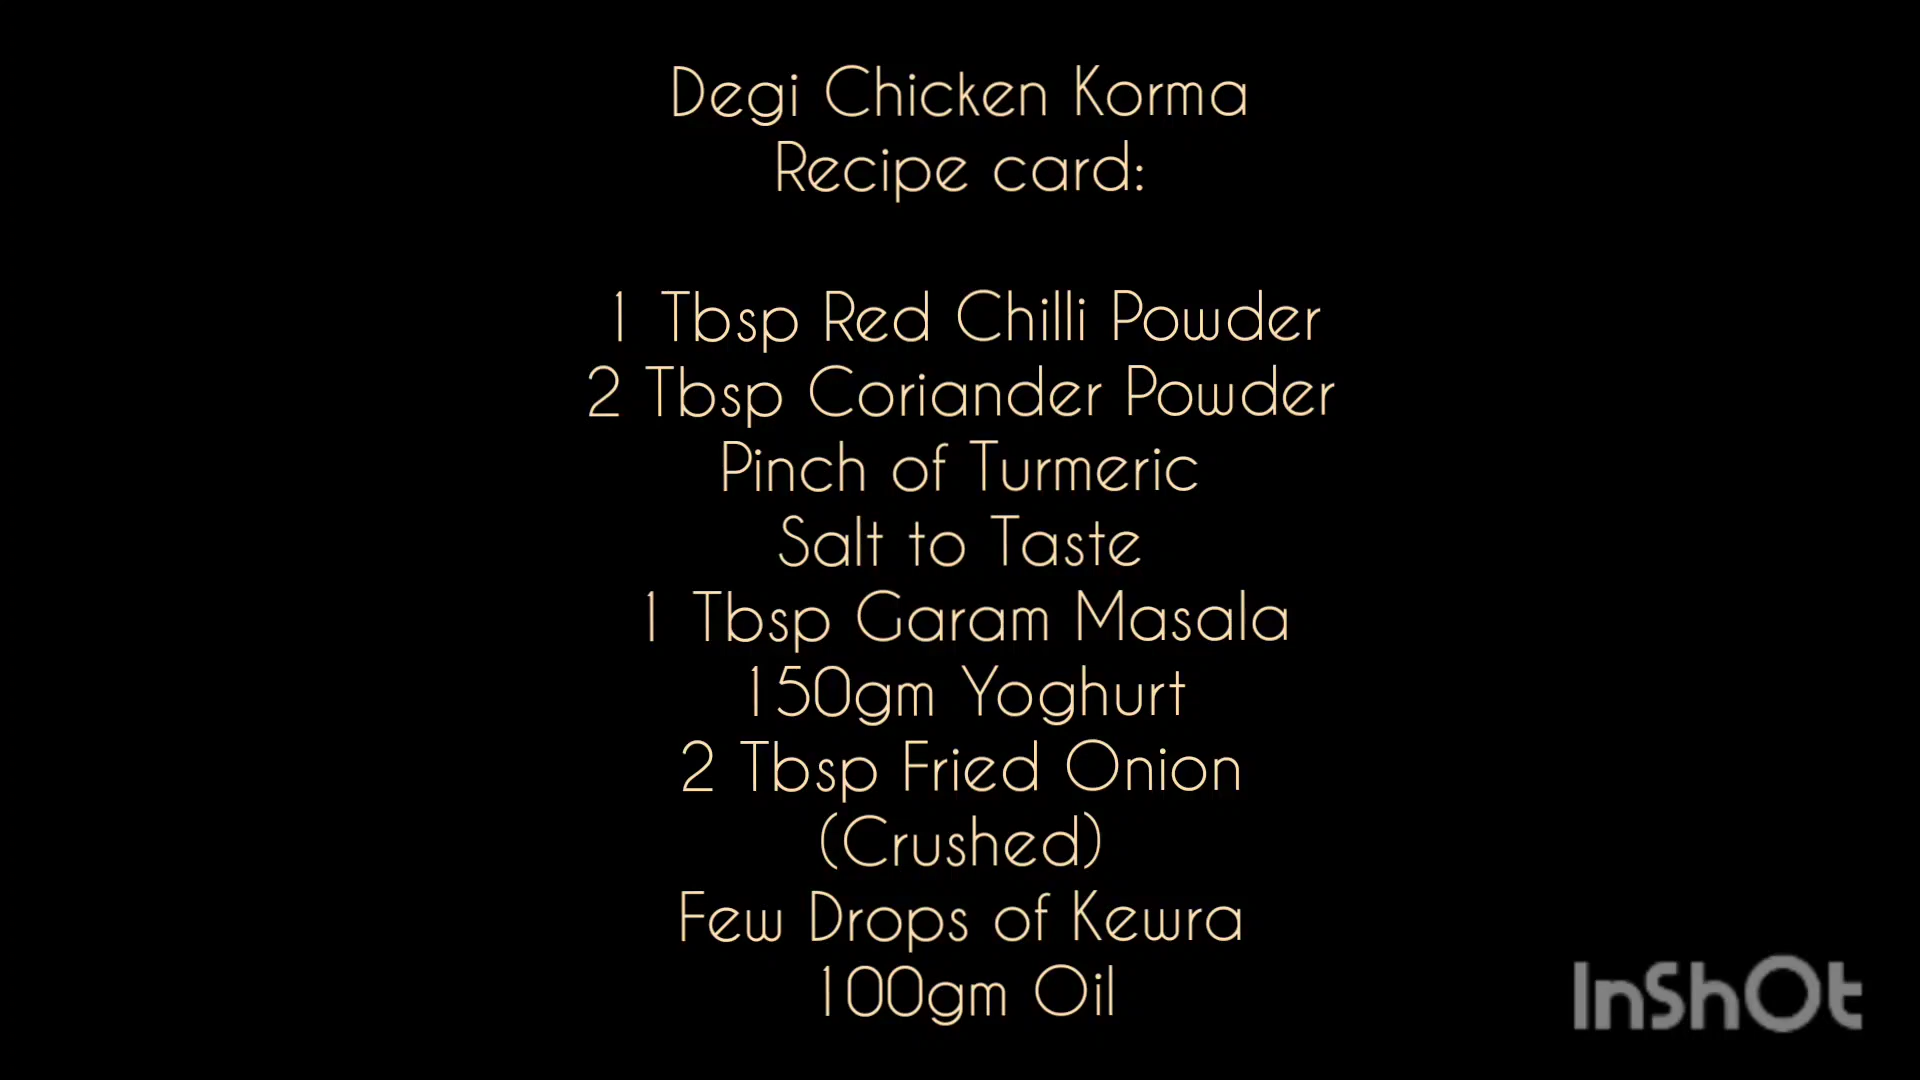 Degi Chicken Korma
Recipe card:
1 Tbsp Red Chilli Powder
2 Tbsp Coriander Powder
Pinch of Turmeric
Salt to Taste
1 Tbsp Garam Masala
150gm Yoghurt
2 Tbsp Fried Onion
(Crushed)
Few Drops of Kewra
100gm Oil
InShOt